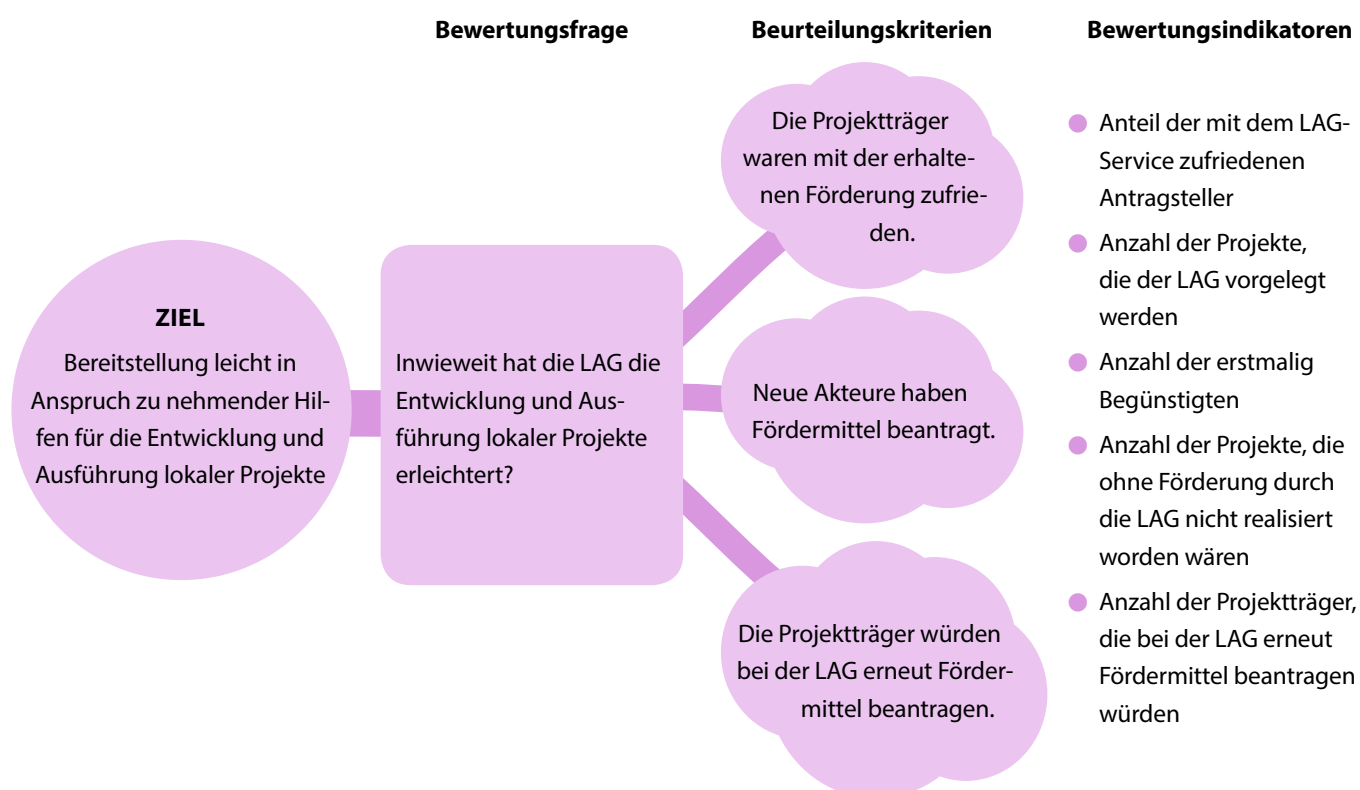 Bewertungsfrage
Beurteilungskriterien
Bewertungsindikatoren
ZIEL
Bereitstellung leicht in
Anspruch zu nehmender Hil-
fen für die Entwicklung und
Ausführung lokaler Projekte
Inwieweit hat die LAG die
Entwicklung und Aus-
führung lokaler Projekte
erleichtert?
Die Projektträger
waren mit der erhalte-
nen Förderung zufrie-
den.
Neue Akteure haben
Fördermittel beantragt.
Die Projektträger würden
bei der LAG erneut Förder-
mittel beantragen.
Anteil der mit dem LAG-
Service zufriedenen
Antragsteller
Anzahl der Projekte,
die der LAG vorgelegt
werden
Anzahl der erstmalig
Begünstigten
Anzahl der Projekte, die
ohne Förderung durch
die LAG nicht realisiert
worden wären
Anzahl der Projektträger,
die bei der LAG erneut
Fördermittel beantragen
würden